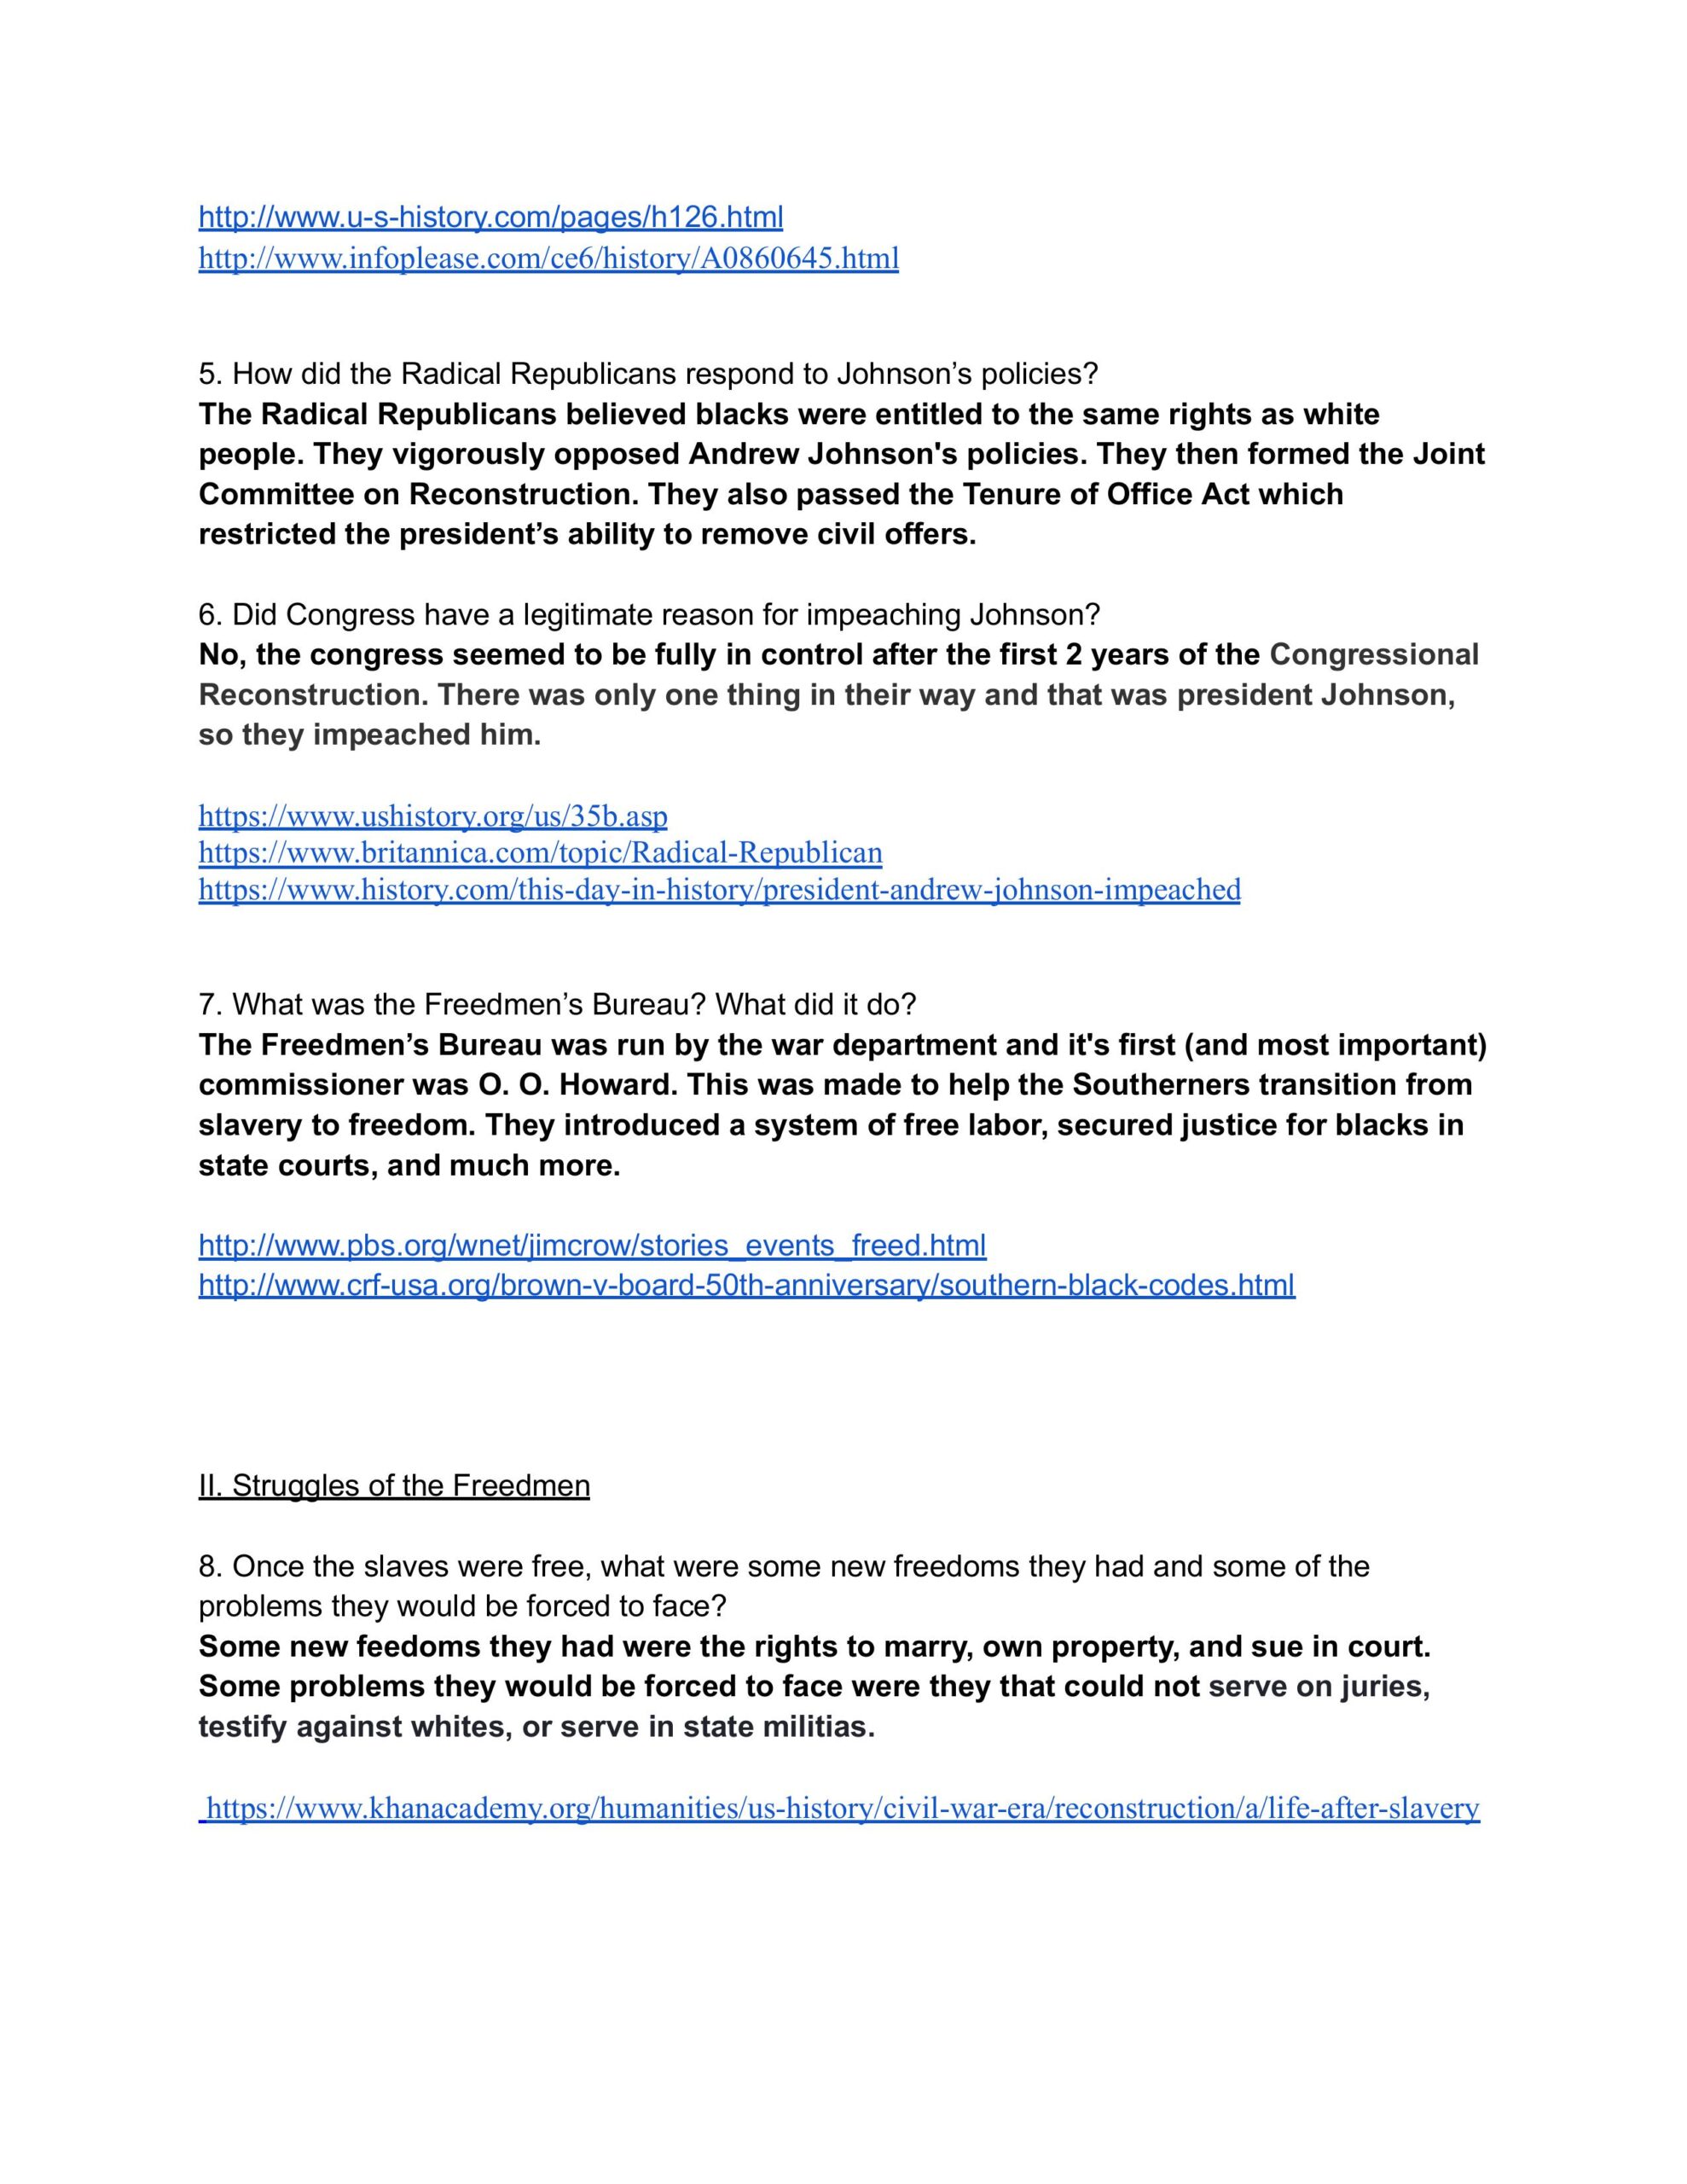 http://www.u-s-history.com/pages/h126.html
http://www.infoplease.com/ce6/history/A0860645.html
5. How did the Radical Republicans respond to Johnson’s policies?
The Radical Republicans believed blacks were entitled to the same rights as white
people. They vigorously opposed Andrew Johnson's policies. They then formed the Joint
Committee on Reconstruction. They also passed the Tenure of Office Act which
restricted the president’s ability to remove civil offers.
6. Did Congress have a legitimate reason for impeaching Johnson?
No, the congress seemed to be fully in control after the first 2 years of the Congressional
Reconstruction. There was only one thing in their way and that was president Johnson,
so they impeached him.
https://www.ushistory.org/us/35b.asp
https://www.britannica.com/topic/Radical-Republican
https://www.history.com/this-day-in-history/president-andrew-johnson-impeached
7. What was the Freedmen’s Bureau? What did it do?
The Freedmen’s Bureau was run by the war department and it's first (and most important)
commissioner was O. O. Howard. This was made to help the Southerners transition from
slavery to freedom. They introduced a system of free labor, secured justice for blacks in
state courts, and much more.
http://www.pbs.org/wnet/jimcrow/stories_events_freed.html
http://www.crf-usa.org/brown-v-board-50th-anniversary/southern-black-codes.html
II. Struggles of the Freedmen
8. Once the slaves were free, what were some new freedoms they had and some of the
problems they would be forced to face?
Some new feedoms they had were the rights to marry, own property, and sue in court.
Some problems they would be forced to face were they that could not serve on juries,
testify against whites, or serve in state militias.
https://www.khanacademy.org/humanities/us-history/civil-war-era/reconstruction/a/life-after-slavery